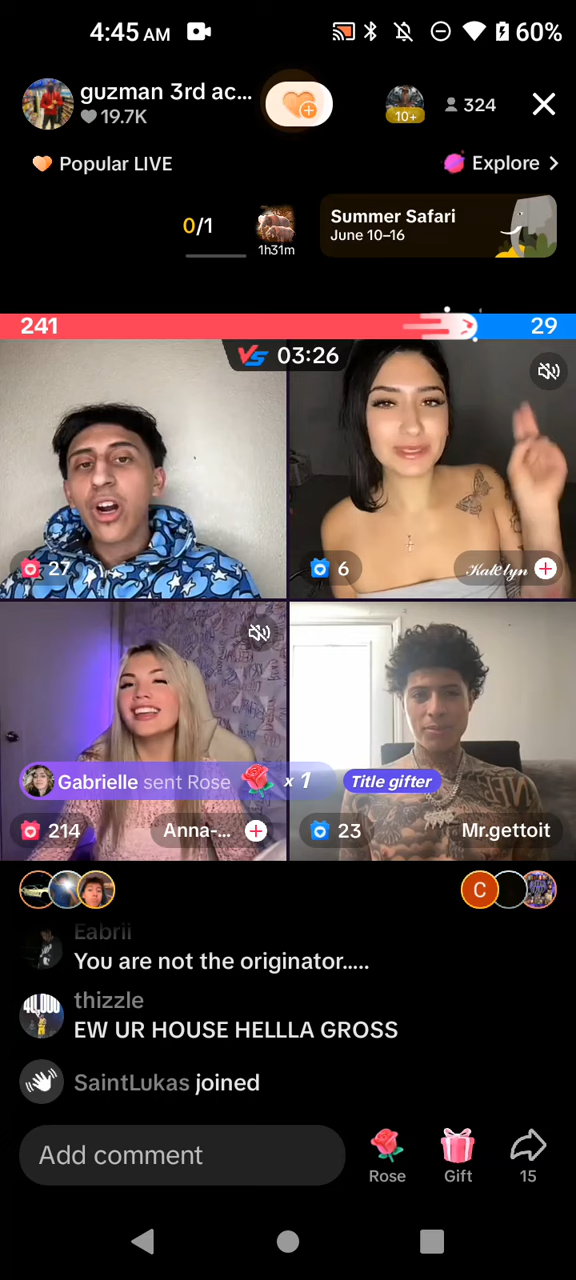 4:45 AM
60%
guzman 3rd ac...
19.7K
10+
324
Popular LIVE
Explore >
0/1
1h31m
Summer Safari
June 10–16
241
29
VS 03:26
27
6
Katelyn
Gabrielle sent Rose x 1
Title gifter
214
Anna-...
23
Mr.gettoit
C
Eabrii
You are not the originator.....
thizzle
EW UR HOUSE HELLLA GROSS
SaintLukas joined
Add comment
Rose
Gift
15